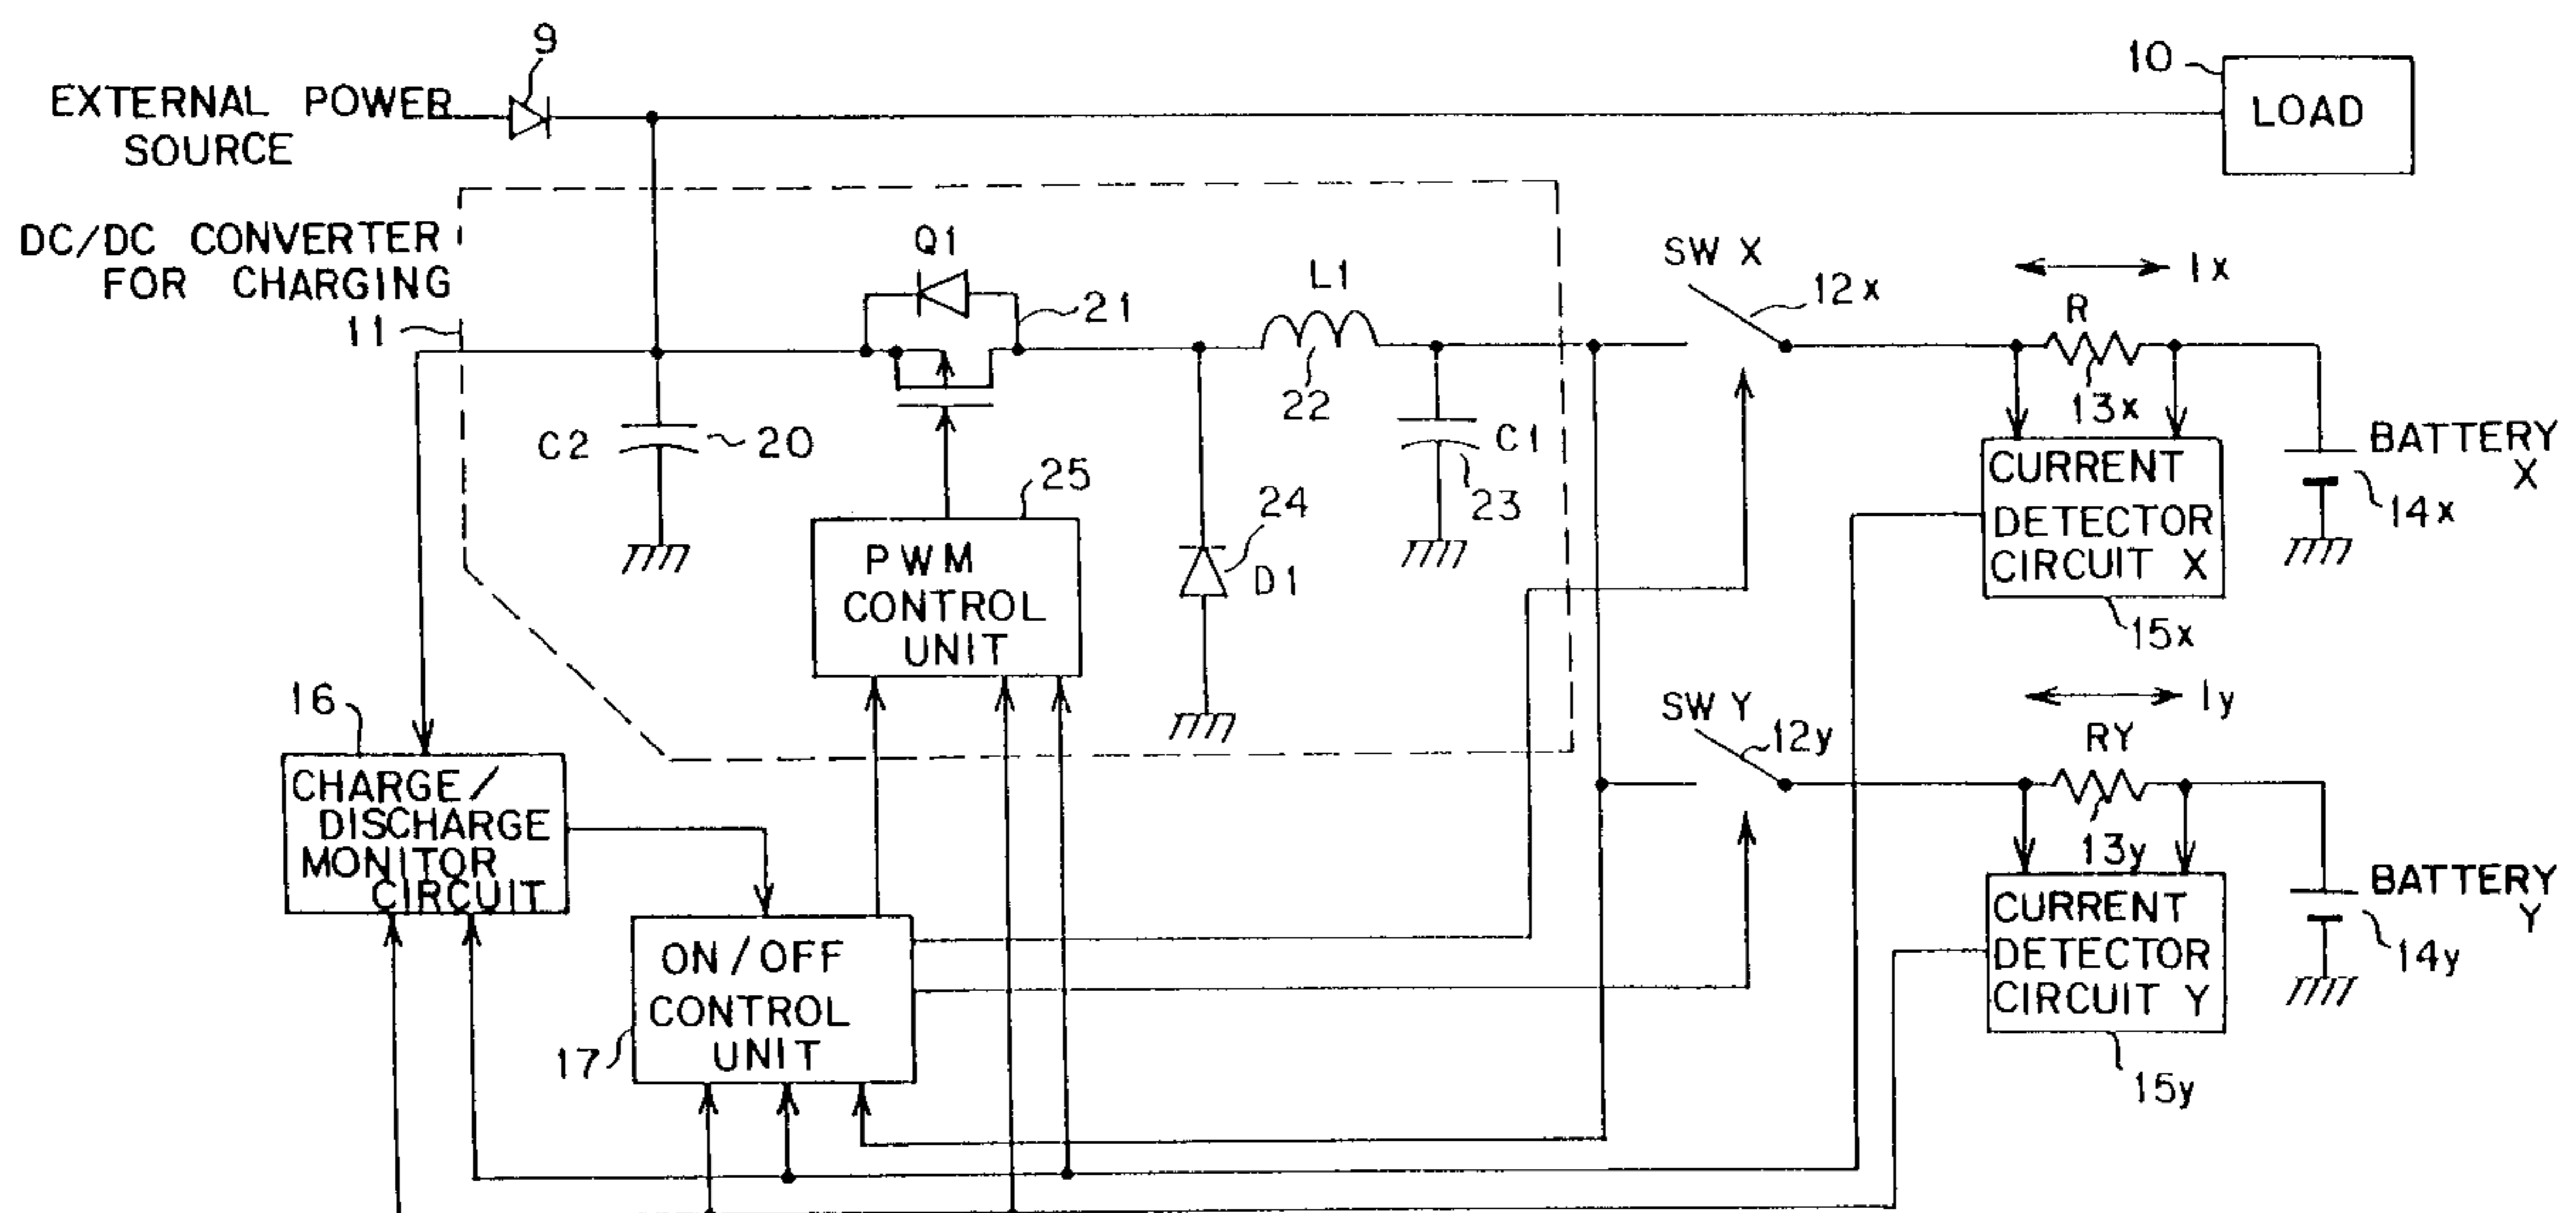 9
EXTERNAL POWER
SOURCE
10
LOAD
DC/DC CONVERTER
FOR CHARGING
11
Q1
21
L1
22
SW X
12x
Ix
R
13x
C2
20
C1
23
BATTERY
X
14x
CURRENT
DETECTOR
CIRCUIT X
15x
25
PWM
CONTROL
UNIT
24
D1
16
CHARGE/
DISCHARGE
MONITOR
CIRCUIT
SW Y
12y
Iy
RY
13y
BATTERY
Y
14y
CURRENT
DETECTOR
CIRCUIT Y
15y
ON/OFF
CONTROL
UNIT
17